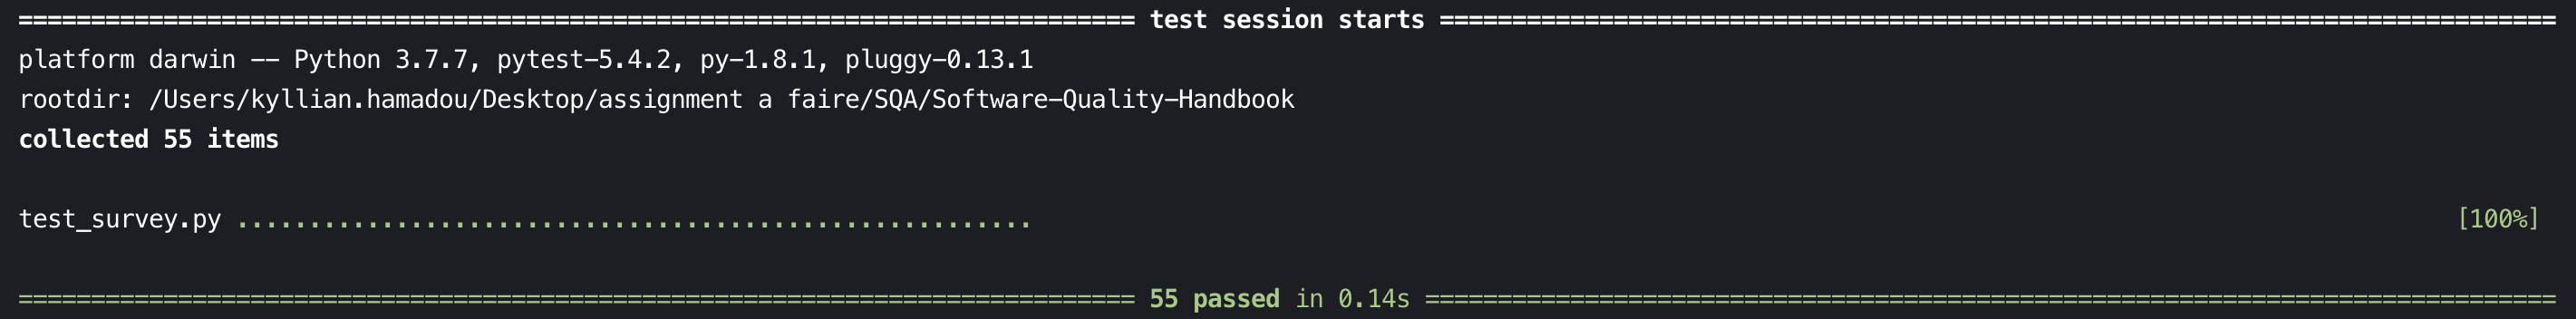 ============================================================================= test session starts =============================================================================
platform darwin -- Python 3.7.7, pytest-5.4.2, py-1.8.1, pluggy-0.13.1
rootdir: /Users/kyllian.hamadou/Desktop/assignment a faire/SQA/Software-Quality-Handbook
collected 55 items
test_survey.py ....................................................... [100%]
============================================================================= 55 passed in 0.14s ==============================================================================